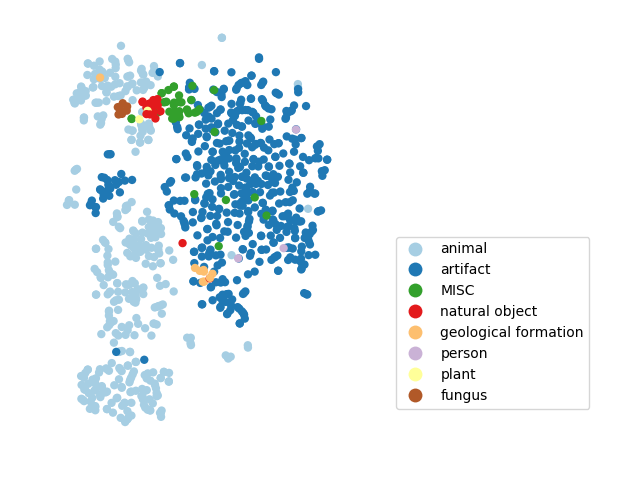 animal
artifact
MISC
natural object
geological formation
person
plant
fungus